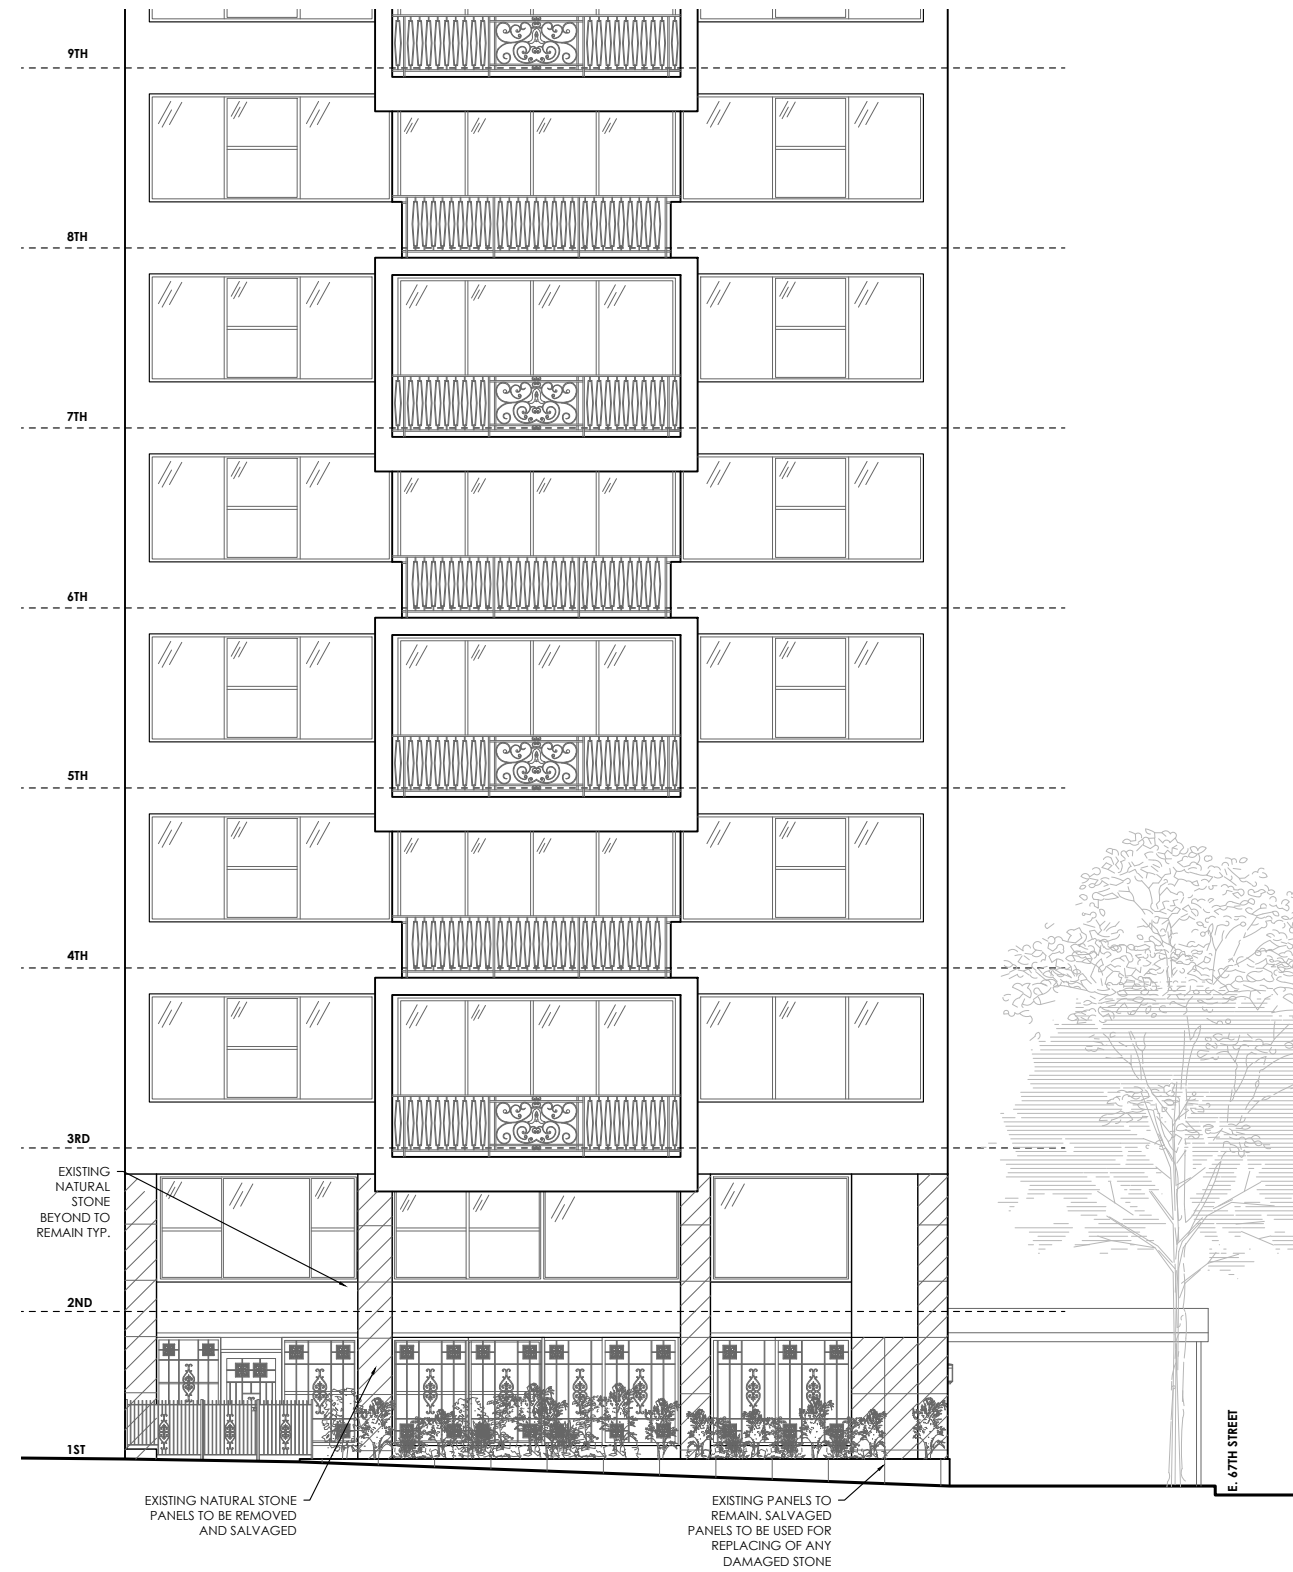 9TH
8TH
7TH
6TH
5TH
4TH
3RD
EXISTING
NATURAL
STONE
BEYOND TO
REMAIN TYP.
2ND
1ST
E. 67TH STREET
EXISTING NATURAL STONE
PANELS TO BE REMOVED
AND SALVAGED
EXISTING PANELS TO
REMAIN. SALVAGED
PANELS TO BE USED FOR
REPLACING OF ANY
DAMAGED STONE